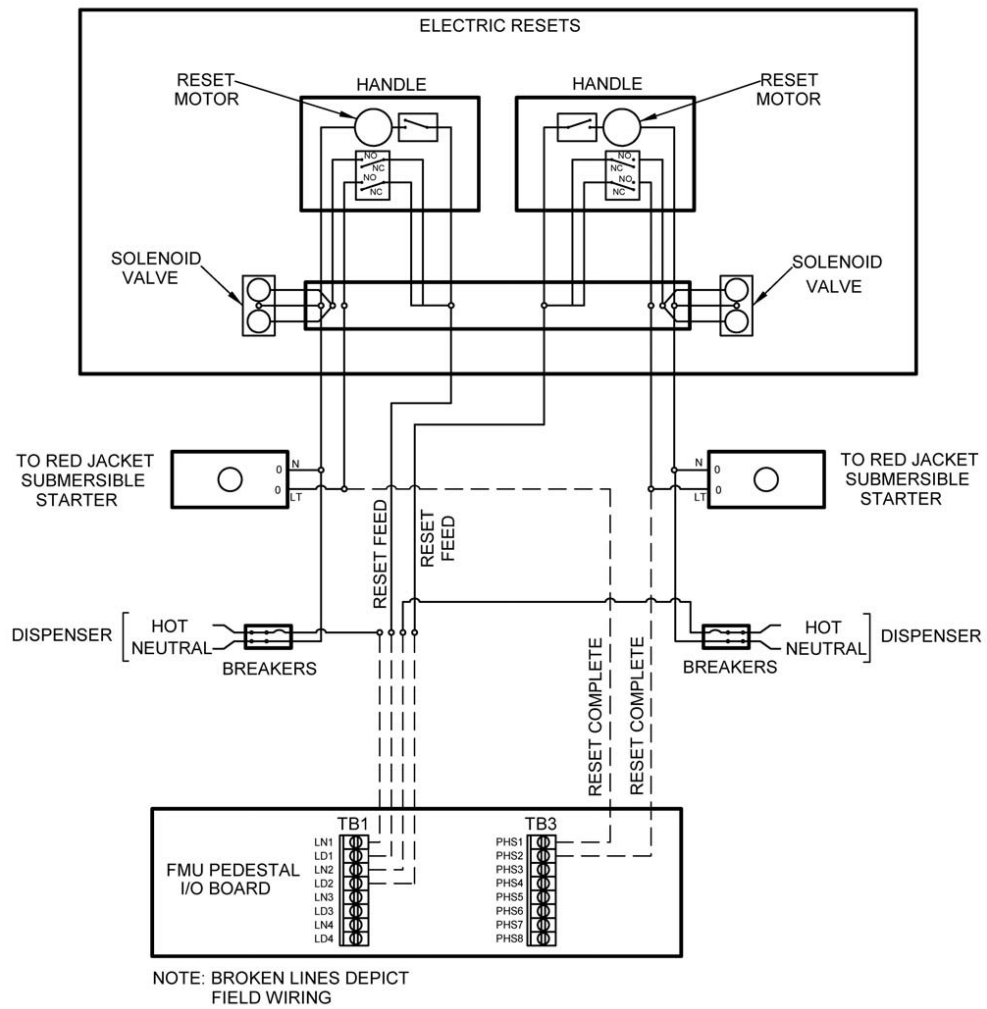 ELECTRIC RESETS
RESET
MOTOR
HANDLE
HANDLE
RESET
MOTOR
NO
NC
NO
NC
NO
NC
NO
NC
SOLENOID
VALVE
SOLENOID
VALVE
TO RED JACKET
SUBMERSIBLE
STARTER
0 N
0 LT
N 0
LT 0
TO RED JACKET
SUBMERSIBLE
STARTER
RESET FEED
RESET
FEED
DISPENSER
HOT
NEUTRAL
BREAKERS
HOT
NEUTRAL
DISPENSER
BREAKERS
RESET COMPLETE
RESET COMPLETE
FMU PEDESTAL
I/O BOARD
TB1
LN1
LD1
LN2
LD2
LN3
LD3
LN4
LD4
TB3
PHS1
PHS2
PHS3
PHS4
PHS5
PHS6
PHS7
PHS8
NOTE: BROKEN LINES DEPICT
FIELD WIRING